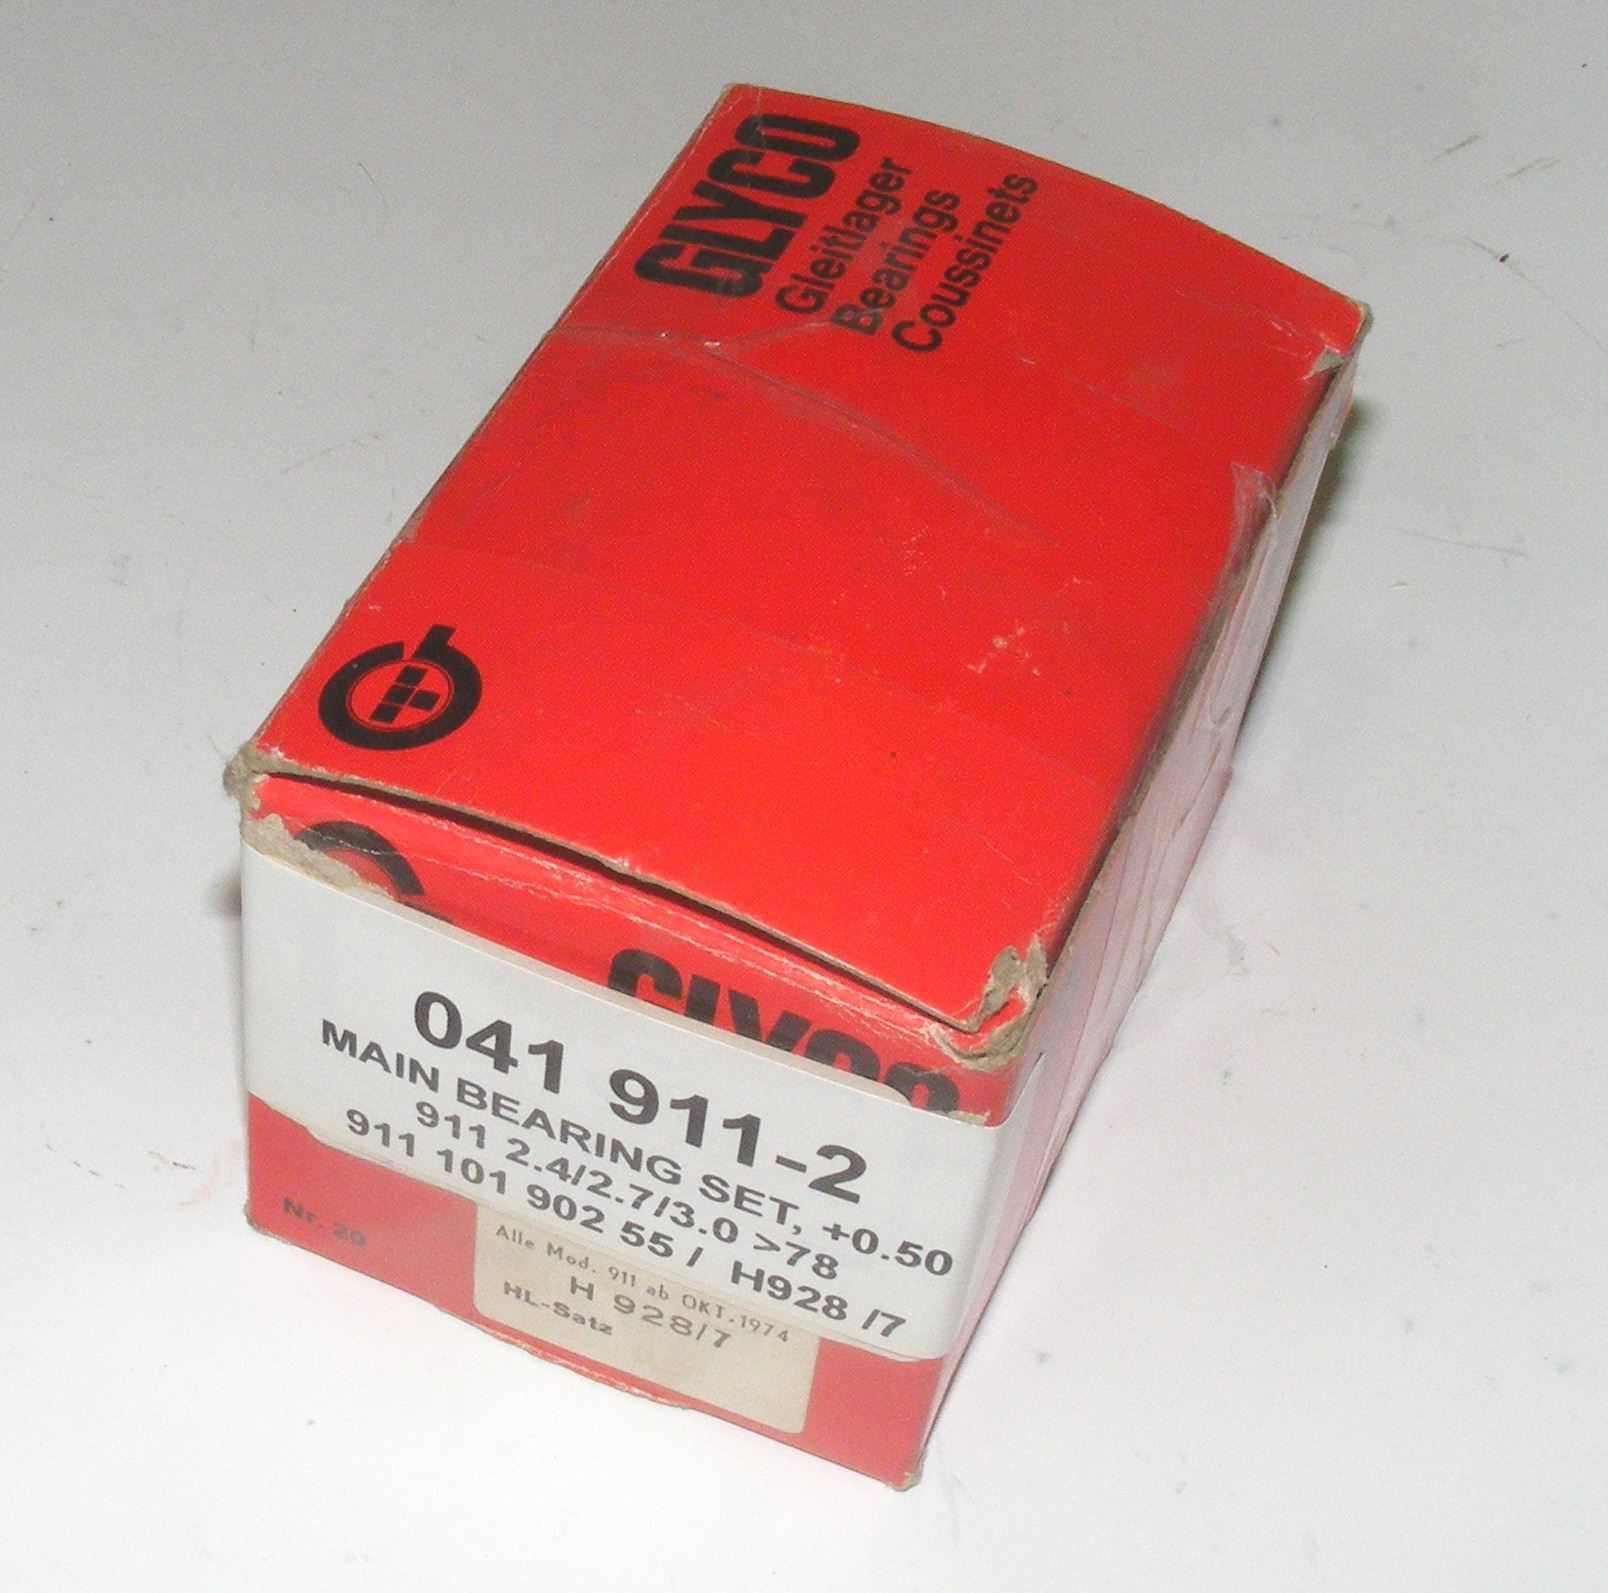 GLYCO
Gleitlager
Bearings
Coussinets
GLYCO
041 911-2
MAIN BEARING SET, +0.50
911 2.4/2.7/3.0 >78
911 101 902 55 / H928 /7
Nr. 20
Alle Mod. 911 ab OKT.1974
H 928/7
HL-Satz